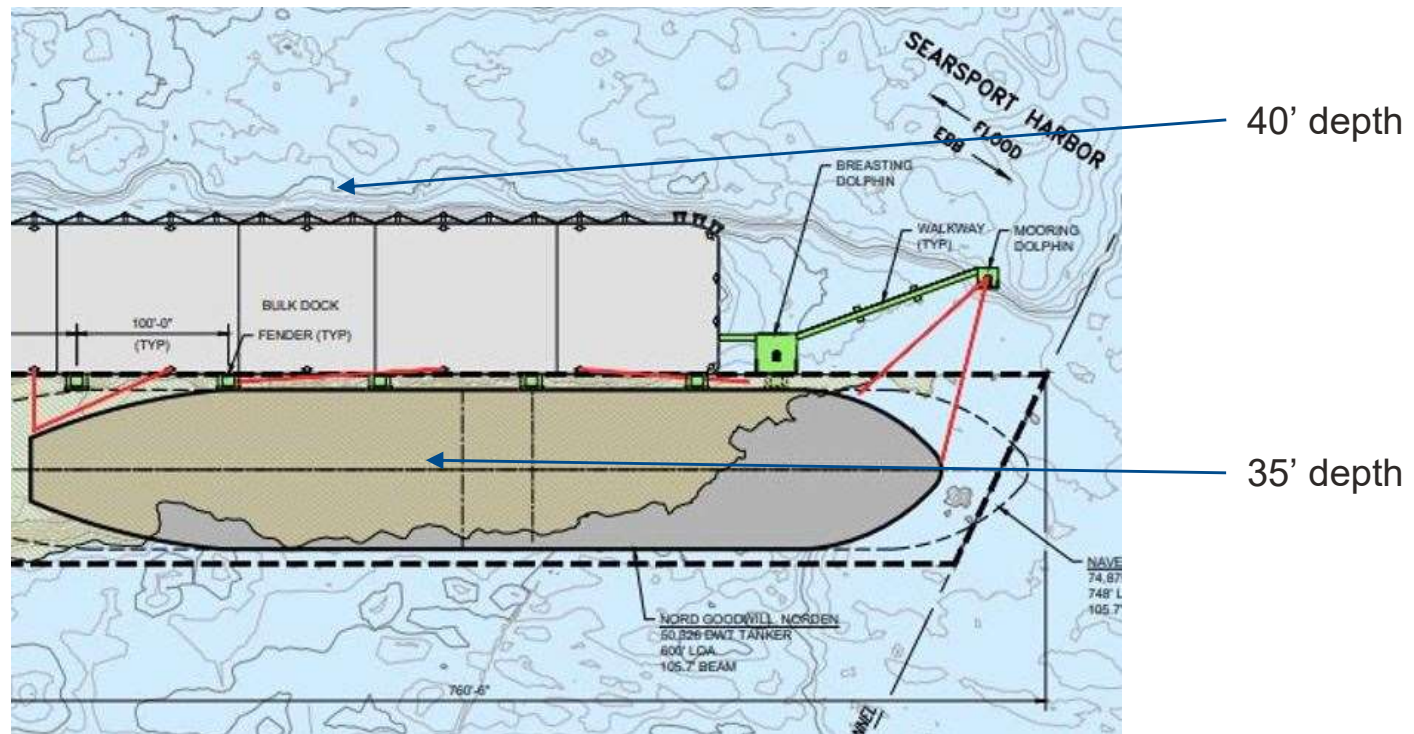 SEARSPORT HARBOR
FLOOD
EBB
40’ depth
BREASTING
DOLPHIN
WALKWAY
(TYP)
MOORING
DOLPHIN
BULK DOCK
100'-0"
(TYP)
FENDER (TYP)
35’ depth
NAVE
74,87
748' L
105.7'
NORD GOODWILL NORDEN
50,326 DWT TANKER
600' LOA
105.7' BEAM
760'-6"
NNEL